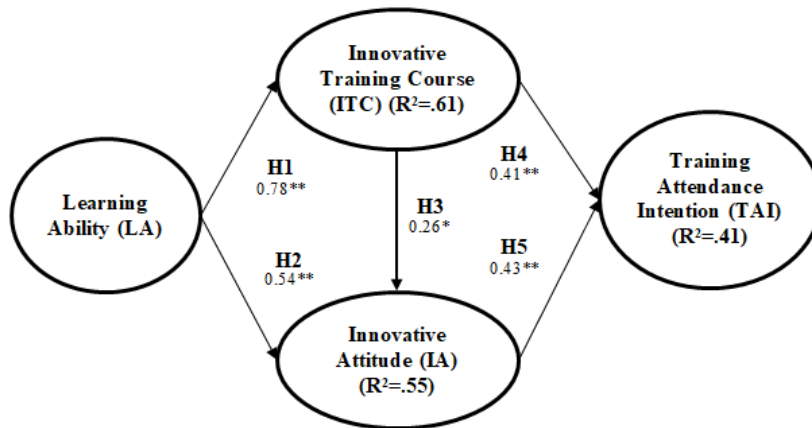 Innovative
Training Course
(ITC) (R²=.61)
H1
0.78**
H4
0.41**
Learning
Ability (LA)
H3
0.26*
Training
Attendance
Intention (TAI)
(R²=.41)
H2
0.54**
H5
0.43**
Innovative
Attitude (IA)
(R²=.55)